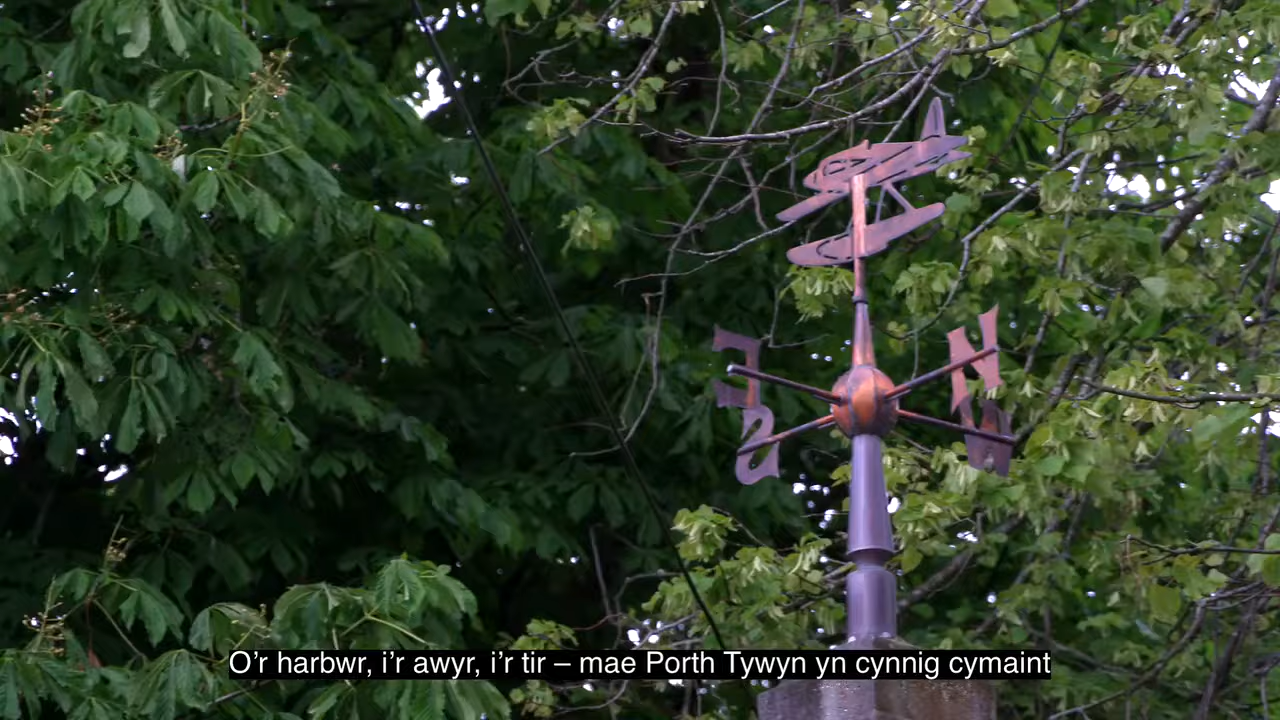 N
E
S
W
O’r harbwr, i’r awyr, i’r tir – mae Porth Tywyn yn cynnig cymaint